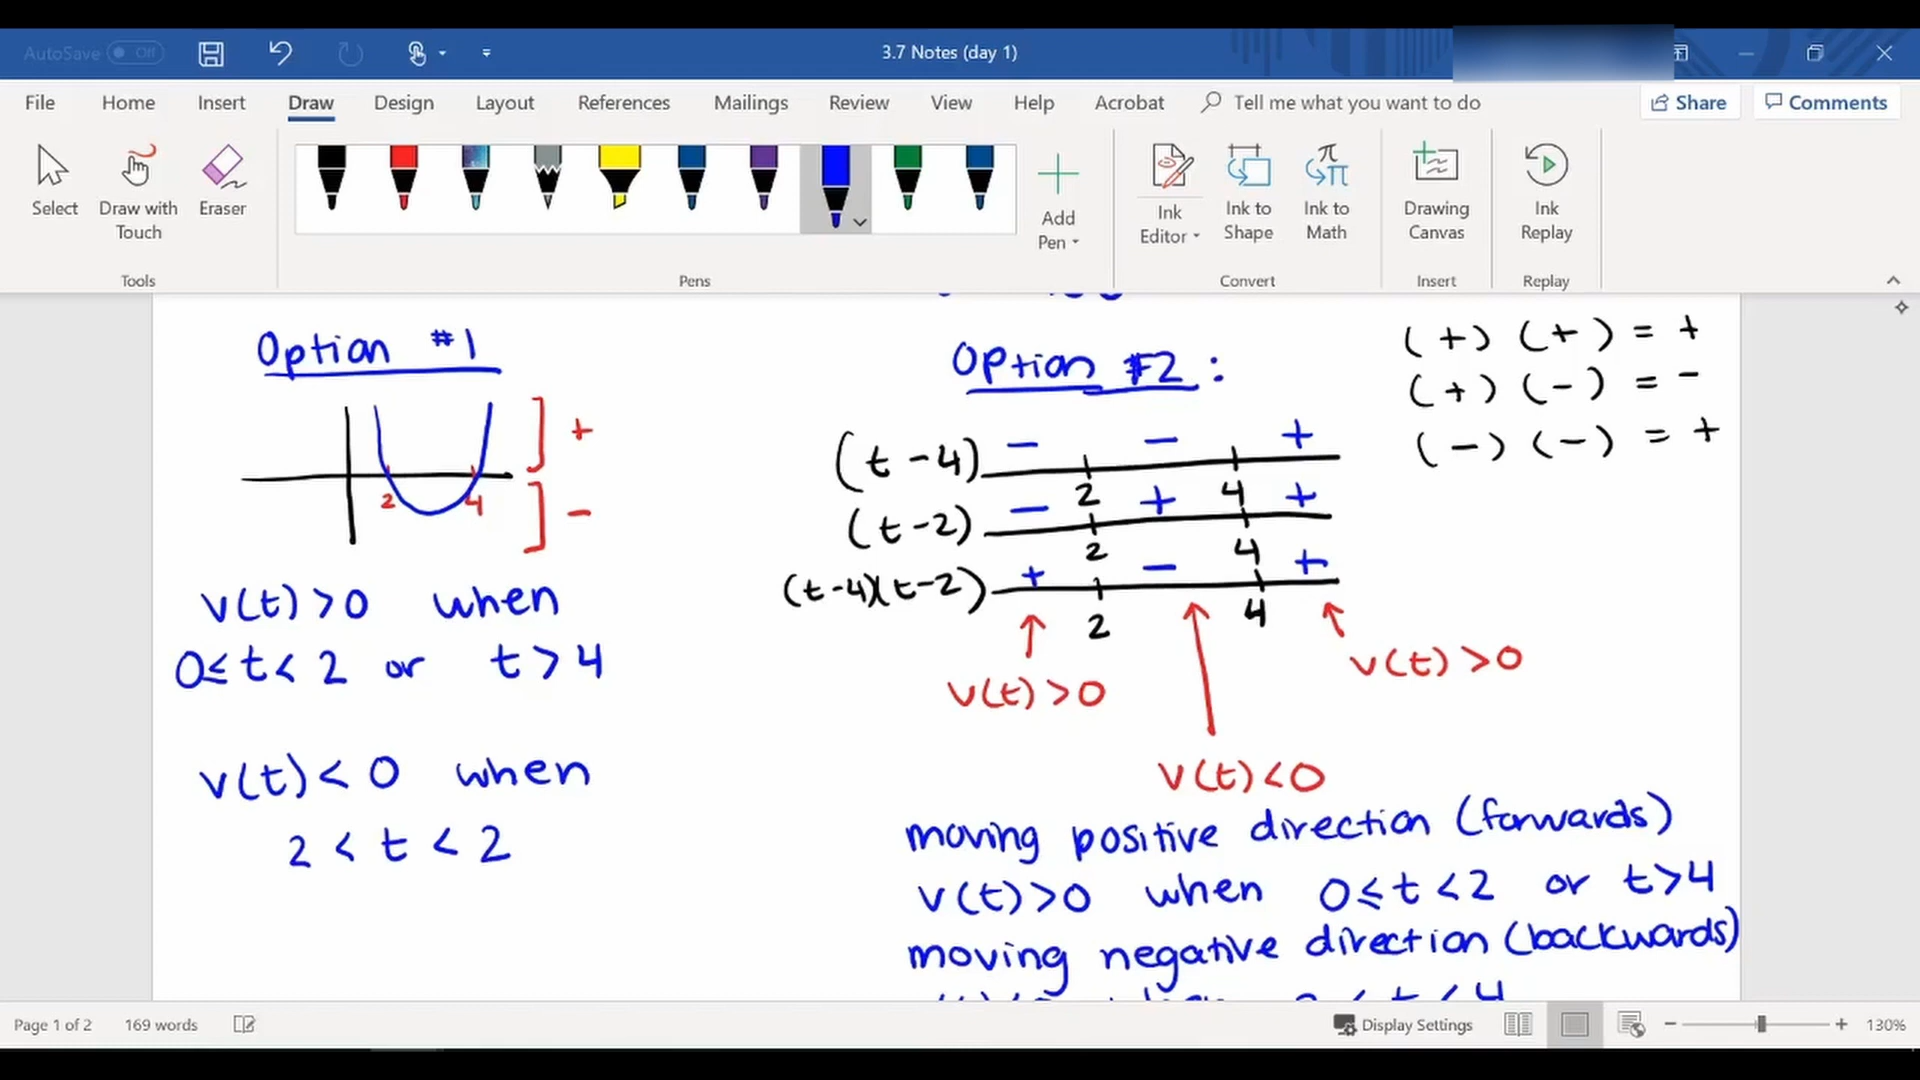 AutoSave Off
3.7 Notes (day 1)
File Home Insert Draw Design Layout References Mailings Review View Help Acrobat Tell me what you want to do Share Comments
Select Draw with Touch Eraser
Add Pen
Ink Editor Ink to Shape Ink to Math
Drawing Canvas
Ink Replay
Tools Pens Convert Insert Replay
Option #1
+
2 4
-
v(t) > 0 when
0 ≤ t < 2 or t > 4
v(t) < 0 when
2 < t < 2
Option #2 :
(t - 4) - - +
2 4
(t - 2) - + +
2 4
(t-4)(t-2) + - +
2 4
v(t) > 0
v(t) > 0
v(t) < 0
(+) (+) = +
(+) (-) = -
(-) (-) = +
moving positive direction (forwards)
v(t) > 0 when 0 ≤ t < 2 or t > 4
moving negative direction (backwards)
Page 1 of 2 169 words Display Settings 130%